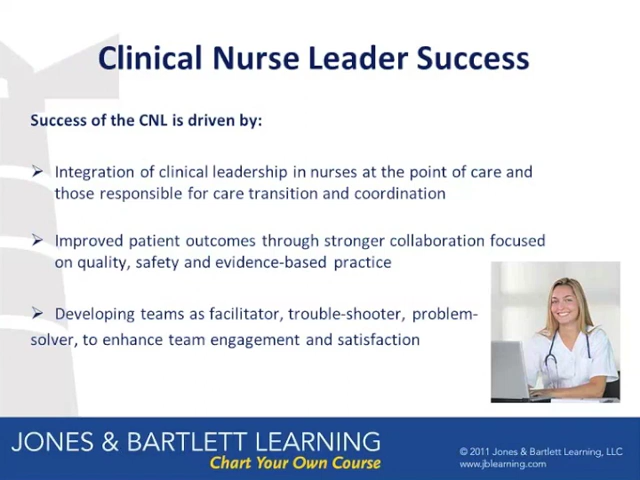 Clinical Nurse Leader Success
Success of the CNL is driven by:
➢ Integration of clinical leadership in nurses at the point of care and
those responsible for care transition and coordination
➢ Improved patient outcomes through stronger collaboration focused
on quality, safety and evidence-based practice
➢ Developing teams as facilitator, trouble-shooter, problem-
solver, to enhance team engagement and satisfaction
JONES & BARTLETT LEARNING
Chart Your Own Course
© 2011 Jones & Bartlett Learning, LLC
www.jblearning.com